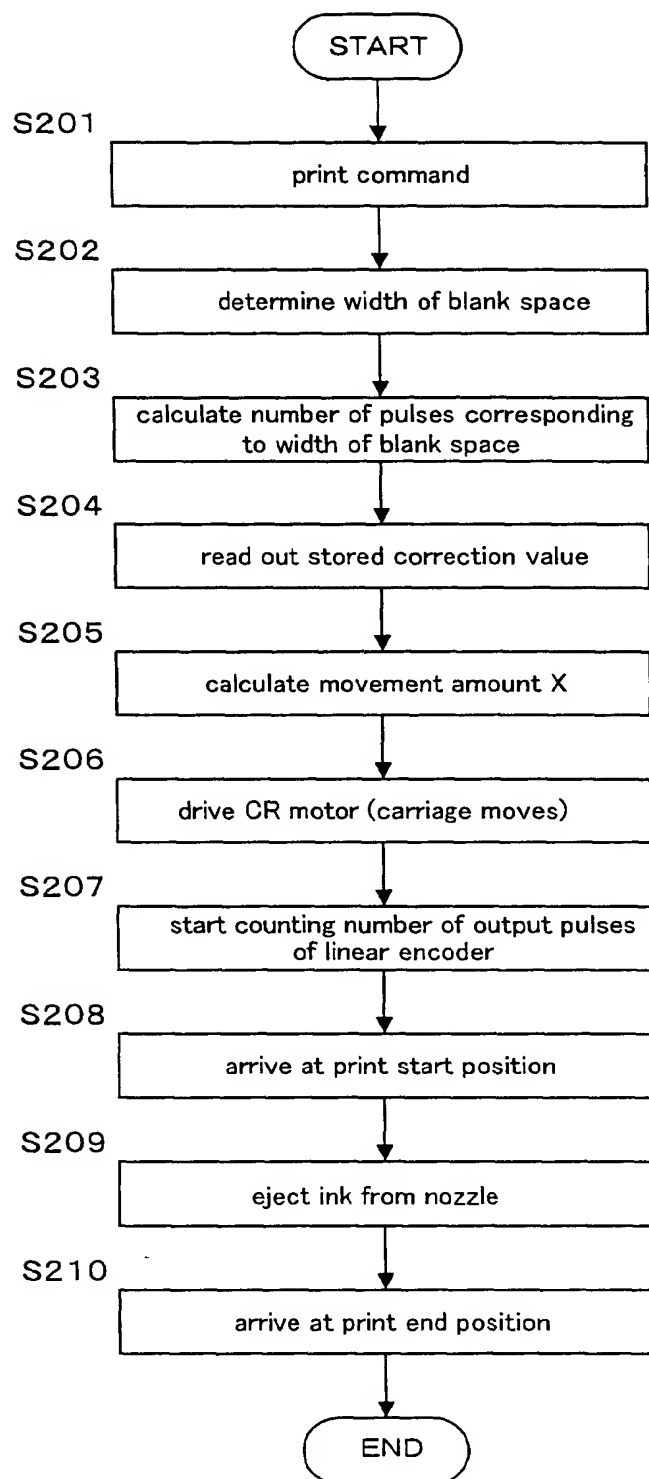 START
S201
print command
S202
determine width of blank space
S203
calculate number of pulses corresponding
to width of blank space
S204
read out stored correction value
S205
calculate movement amount X
S206
drive CR motor (carriage moves)
S207
start counting number of output pulses
of linear encoder
S208
arrive at print start position
S209
eject ink from nozzle
S210
arrive at print end position
END